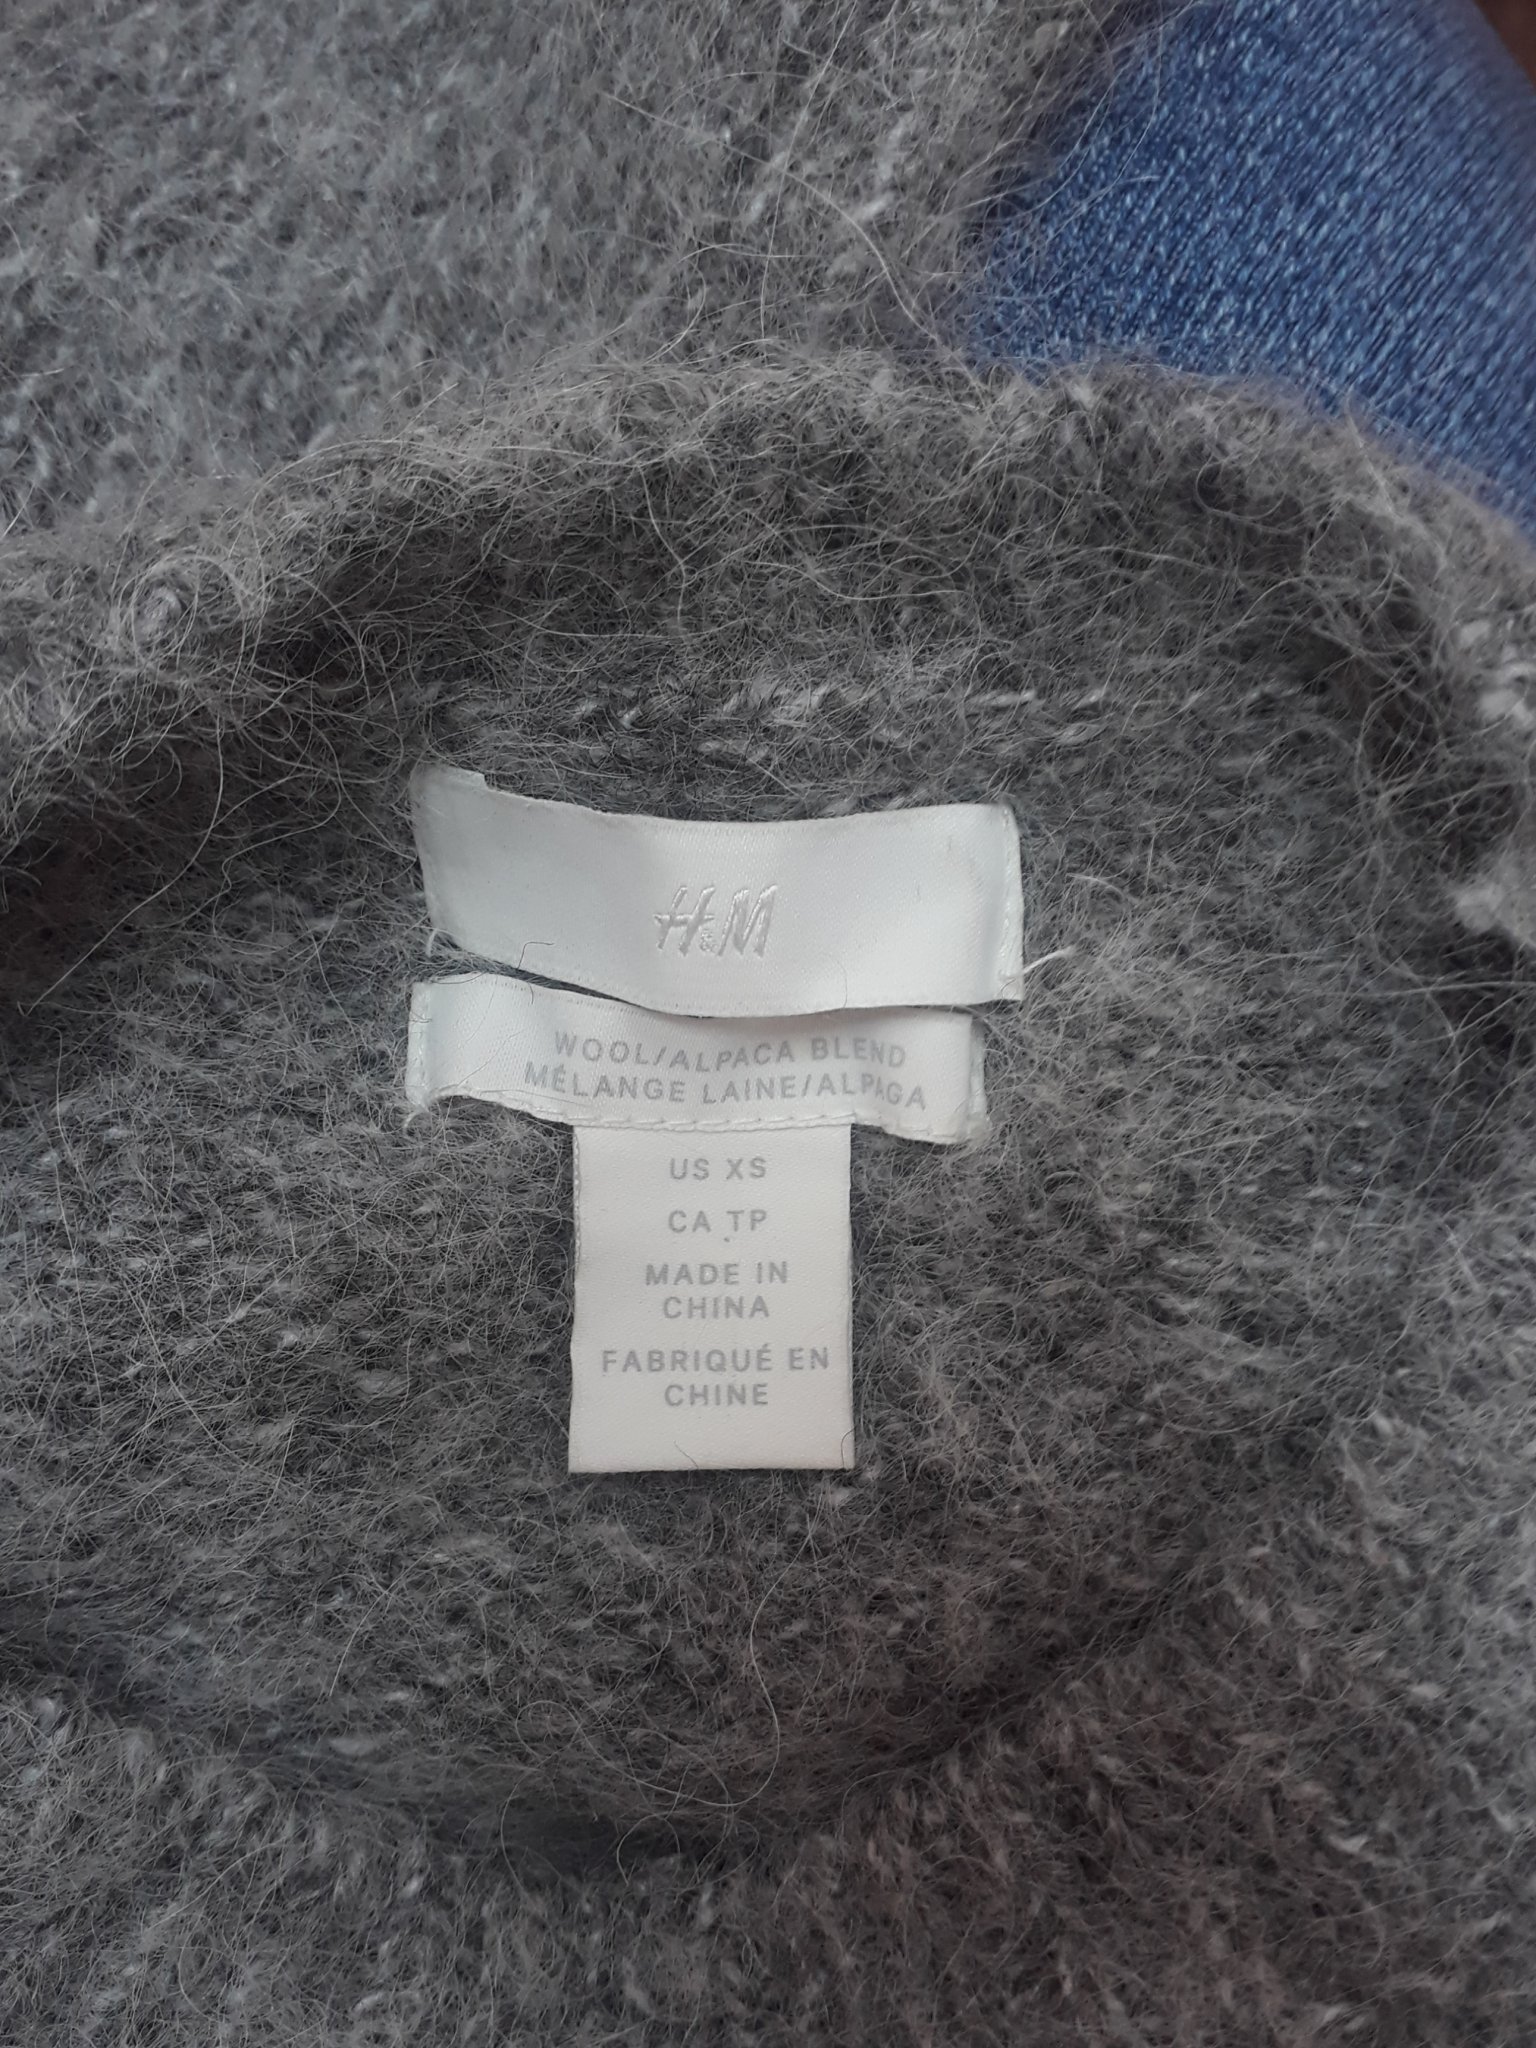 H&M
WOOL/ALPACA BLEND
MÉLANGE LAINE/ALPAGA
US XS
CA TP
MADE IN
CHINA
FABRIQUÉ EN
CHINE